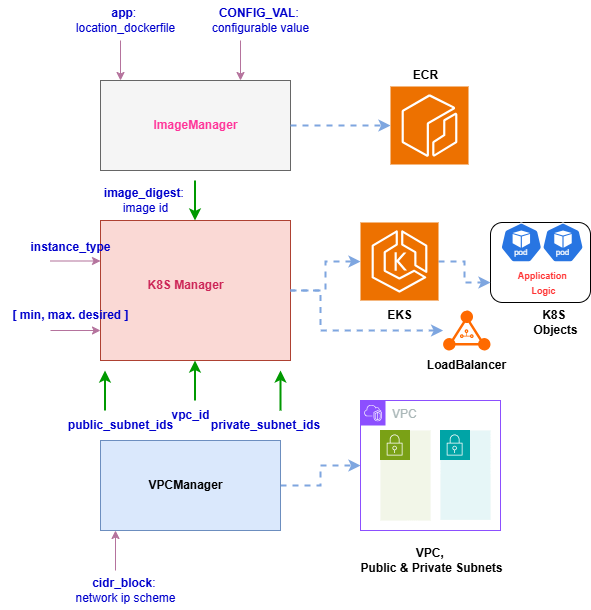 app:
location_dockerfile
CONFIG_VAL:
configurable value
ImageManager
ECR
image_digest:
image id
instance_type
K8S Manager
[ min, max. desired ]
EKS
pod
pod
Application
Logic
K8S
Objects
LoadBalancer
public_subnet_ids
vpc_id
private_subnet_ids
VPCManager
VPC
VPC,
Public & Private Subnets
cidr_block:
network ip scheme